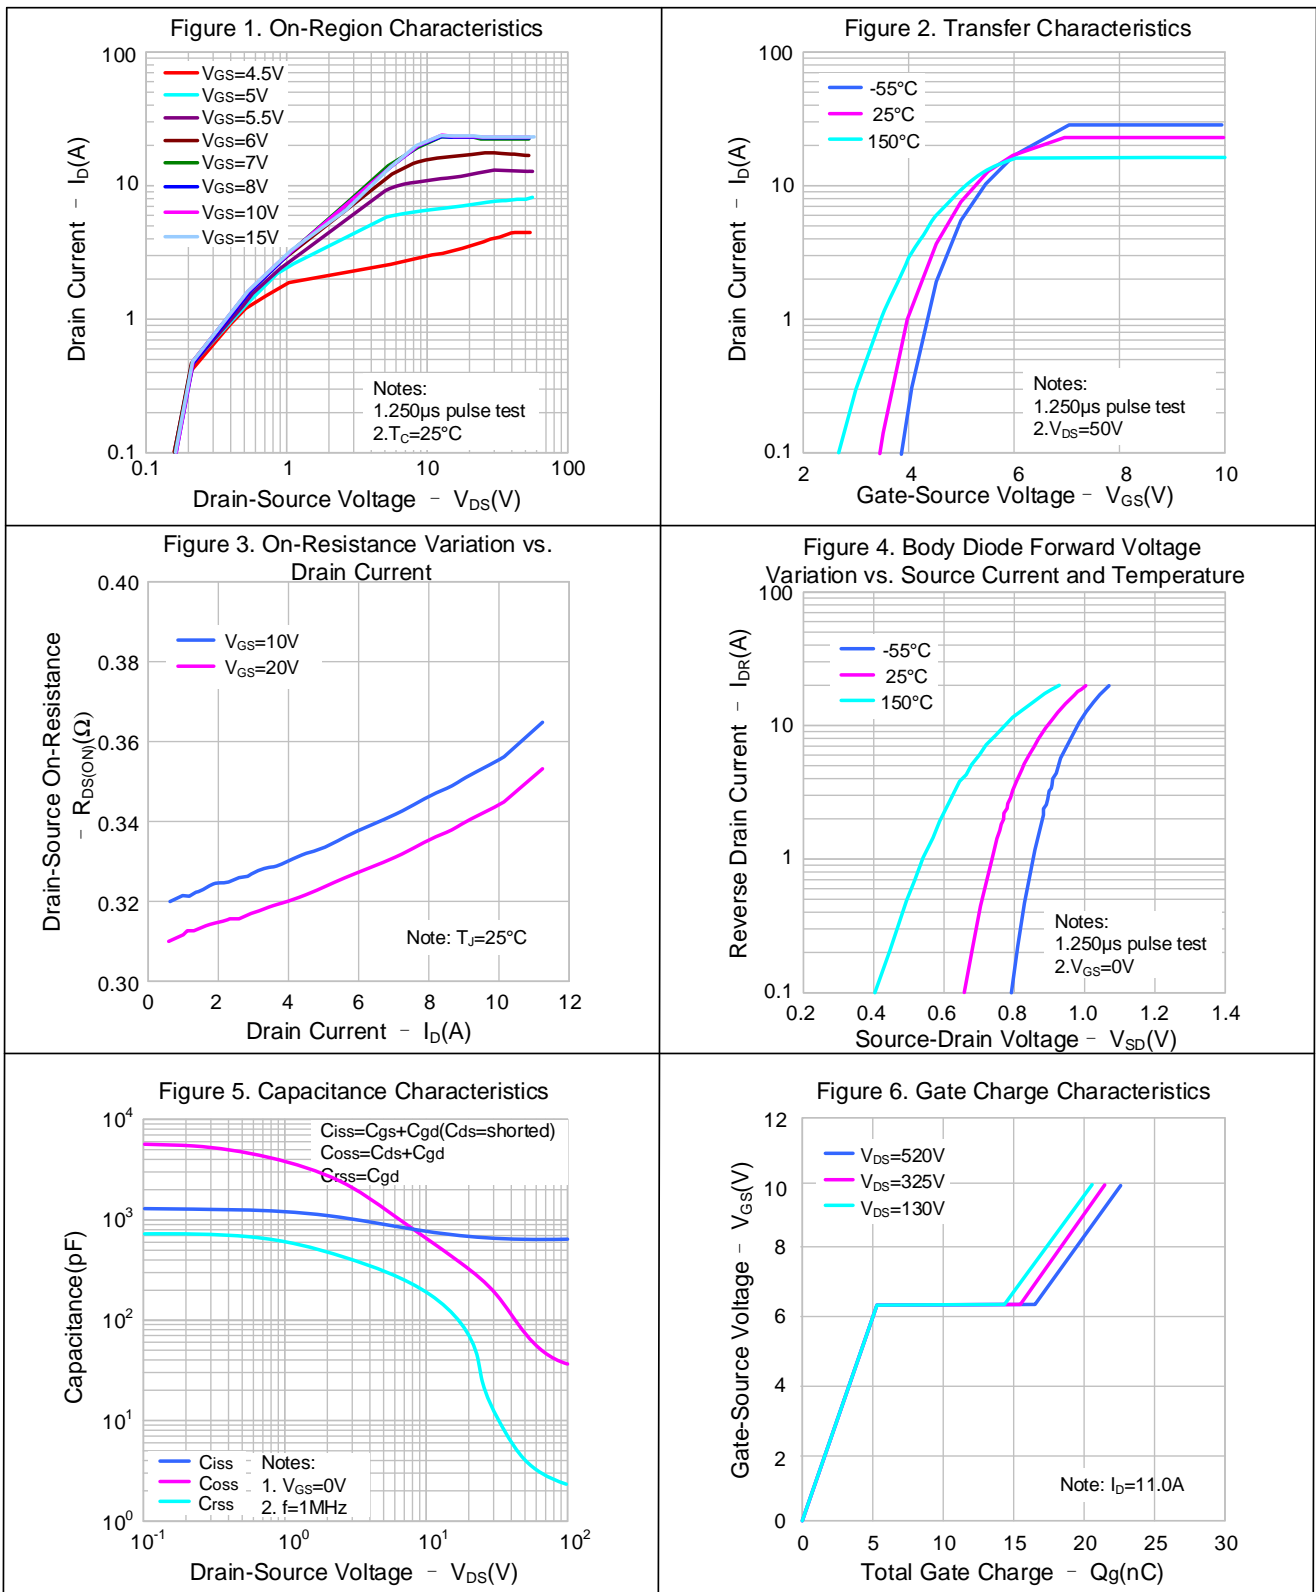 Figure 1. On-Region Characteristics
100
10
1
0.1
Drain Current － ID(A)
VGS=4.5V
VGS=5V
VGS=5.5V
VGS=6V
VGS=7V
VGS=8V
VGS=10V
VGS=15V
Notes:
1.250μs pulse test
2.TC=25°C
0.1 1 10 100
Drain-Source Voltage － VDS(V)
Figure 2. Transfer Characteristics
100
10
1
0.1
Drain Current － ID(A)
-55°C
25°C
150°C
Notes:
1.250μs pulse test
2.VDS=50V
2 4 6 8 10
Gate-Source Voltage － VGS(V)
Figure 3. On-Resistance Variation vs.
Drain Current
0.40
0.38
0.36
0.34
0.32
0.30
Drain-Source On-Resistance
－ RDS(ON)(Ω)
VGS=10V
VGS=20V
Note: TJ=25°C
0 2 4 6 8 10 12
Drain Current － ID(A)
Figure 4. Body Diode Forward Voltage
Variation vs. Source Current and Temperature
100
10
1
0.1
Reverse Drain Current － IDR(A)
-55°C
25°C
150°C
Notes:
1.250μs pulse test
2.VGS=0V
0.2 0.4 0.6 0.8 1.0 1.2 1.4
Source-Drain Voltage － VSD(V)
Figure 5. Capacitance Characteristics
10^4
10^3
10^2
10^1
10^0
Capacitance(pF)
Ciss=Cgs+Cgd(Cds=shorted)
Coss=Cds+Cgd
Crss=Cgd
Ciss
Coss
Crss
Notes:
1. VGS=0V
2. f=1MHz
10^-1 10^0 10^1 10^2
Drain-Source Voltage － VDS(V)
Figure 6. Gate Charge Characteristics
12
10
8
6
4
2
0
Gate-Source Voltage － VGS(V)
VDS=520V
VDS=325V
VDS=130V
Note: ID=11.0A
0 5 10 15 20 25 30
Total Gate Charge － Qg(nC)